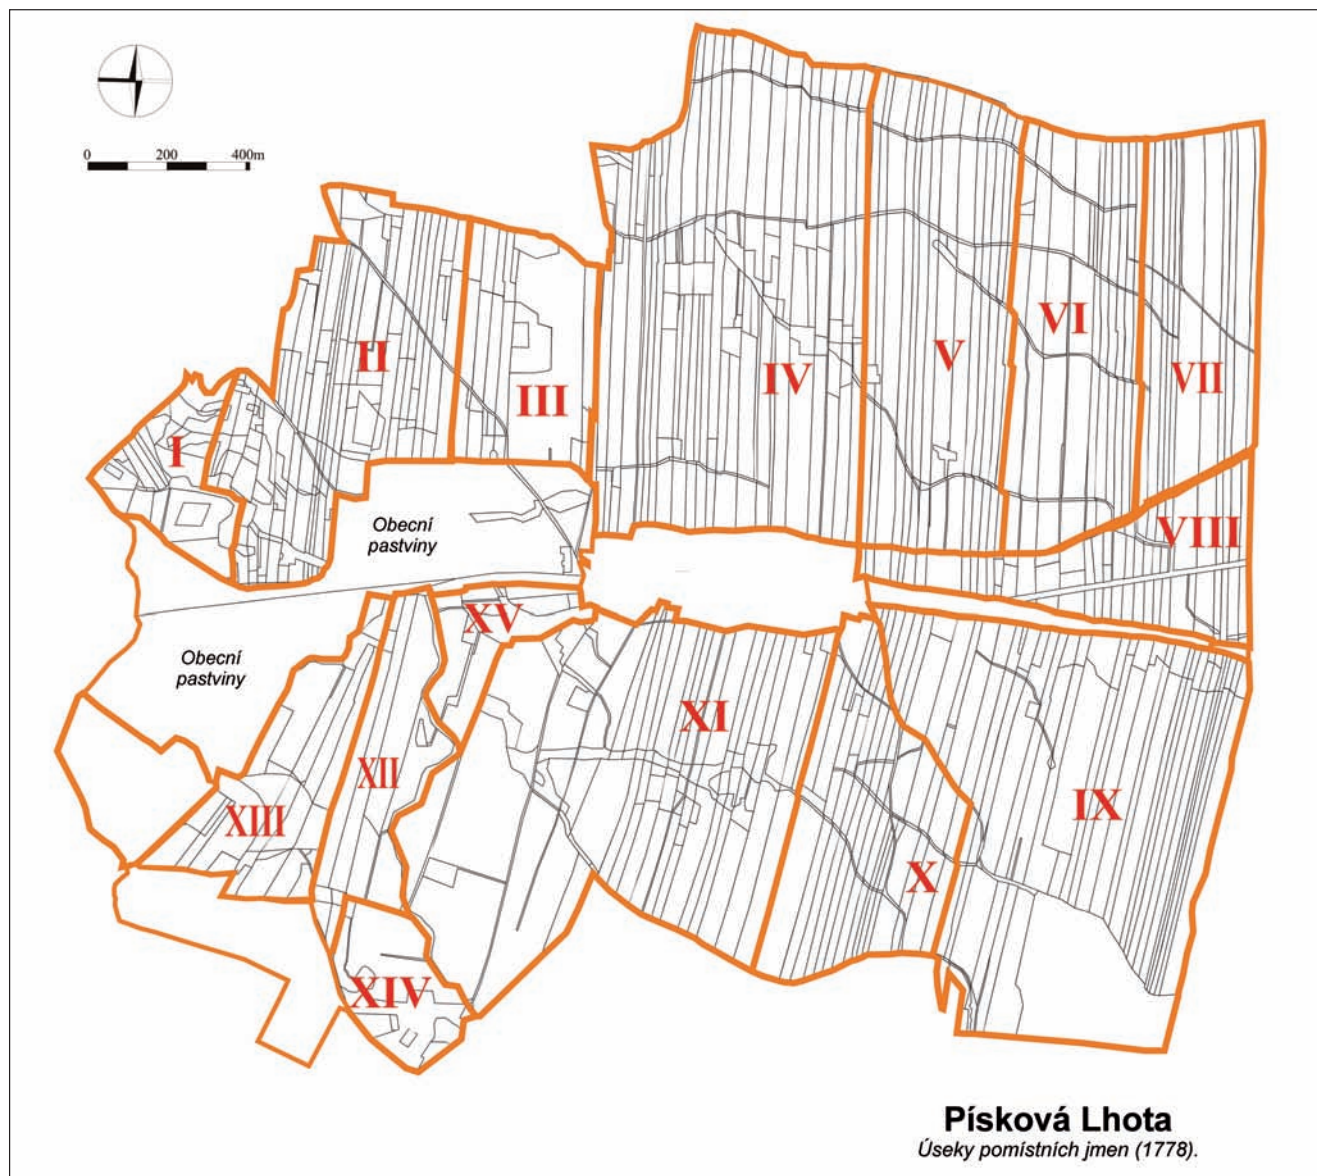 0 200 400m
I
II
III
IV
V
VI
VII
VIII
Obecní
pastviny
Obecní
pastviny
XV
XI
XII
XIII
XIV
X
IX
Písková Lhota
Úseky pomístních jmen (1778).